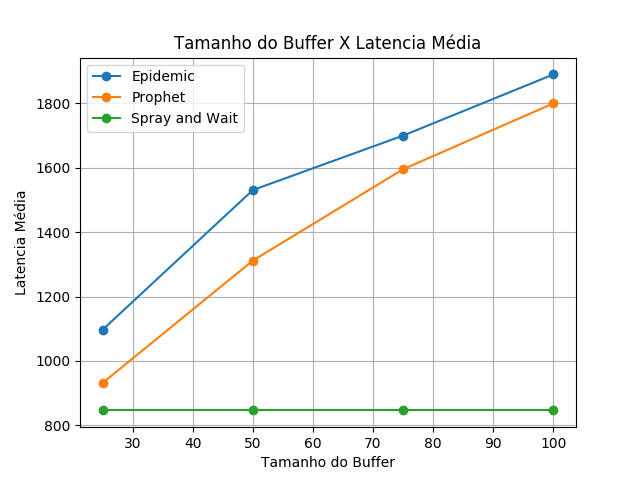 Tamanho do Buffer X Latencia Média
Epidemic
Prophet
Spray and Wait
Latencia Média
1800
1600
1400
1200
1000
800
30 40 50 60 70 80 90 100
Tamanho do Buffer